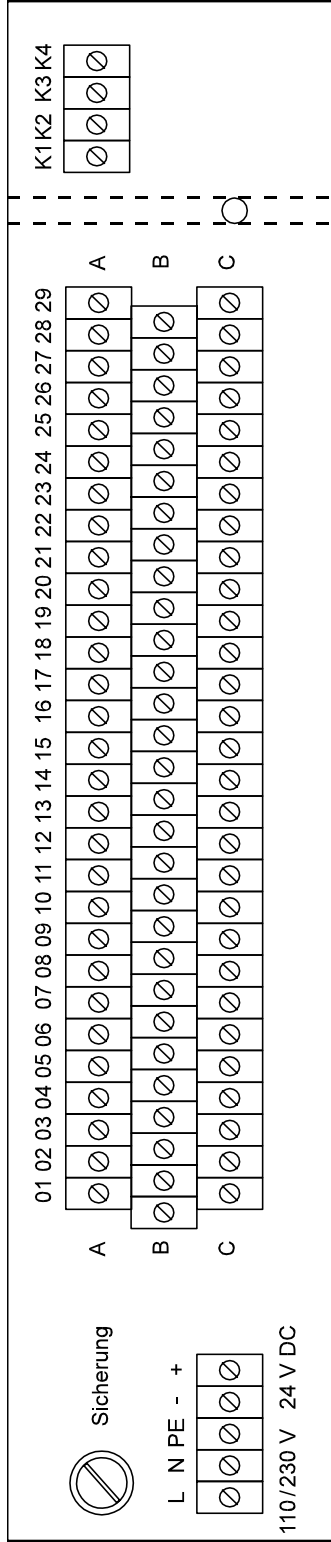 K1 K2 K3 K4
01 02 03 04 05 06 07 08 09 10 11 12 13 14 15 16 17 18 19 20 21 22 23 24 25 26 27 28 29
A A
B B
C C
Sicherung
L N PE - +
110/230 V 24 V DC